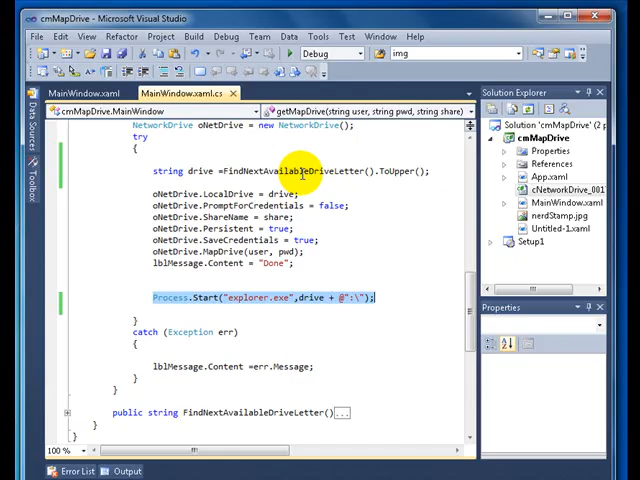 cmMapDrive - Microsoft Visual Studio
File Edit View Refactor Project Build Debug Team Data Tools Test Window Help
Debug img
MainWindow.xaml MainWindow.xaml.cs
cmMapDrive.MainWindow getMapDrive(string user, string pwd, string share)
NetworkDrive oNetDrive = new NetworkDrive();
try
{
string drive =FindNextAvailableDriveLetter().ToUpper();
oNetDrive.LocalDrive = drive;
oNetDrive.PromptForCredentials = false;
oNetDrive.ShareName = share;
oNetDrive.Persistent = true;
oNetDrive.SaveCredentials = true;
oNetDrive.MapDrive(user, pwd);
lblMessage.Content = "Done";
Process.Start("explorer.exe",drive + @":\");
}
catch (Exception err)
{
lblMessage.Content =err.Message;
}
}
public string FindNextAvailableDriveLetter()...
}
}
100 %
Error List Output
Data Sources
Toolbox
Solution Explorer
Solution 'cmMapDrive' (2 p
cmMapDrive
Properties
References
App.xaml
cNetworkDrive_001
MainWindow.xaml
nerdStamp.jpg
Untitled-1.xaml
Setup1
Properties